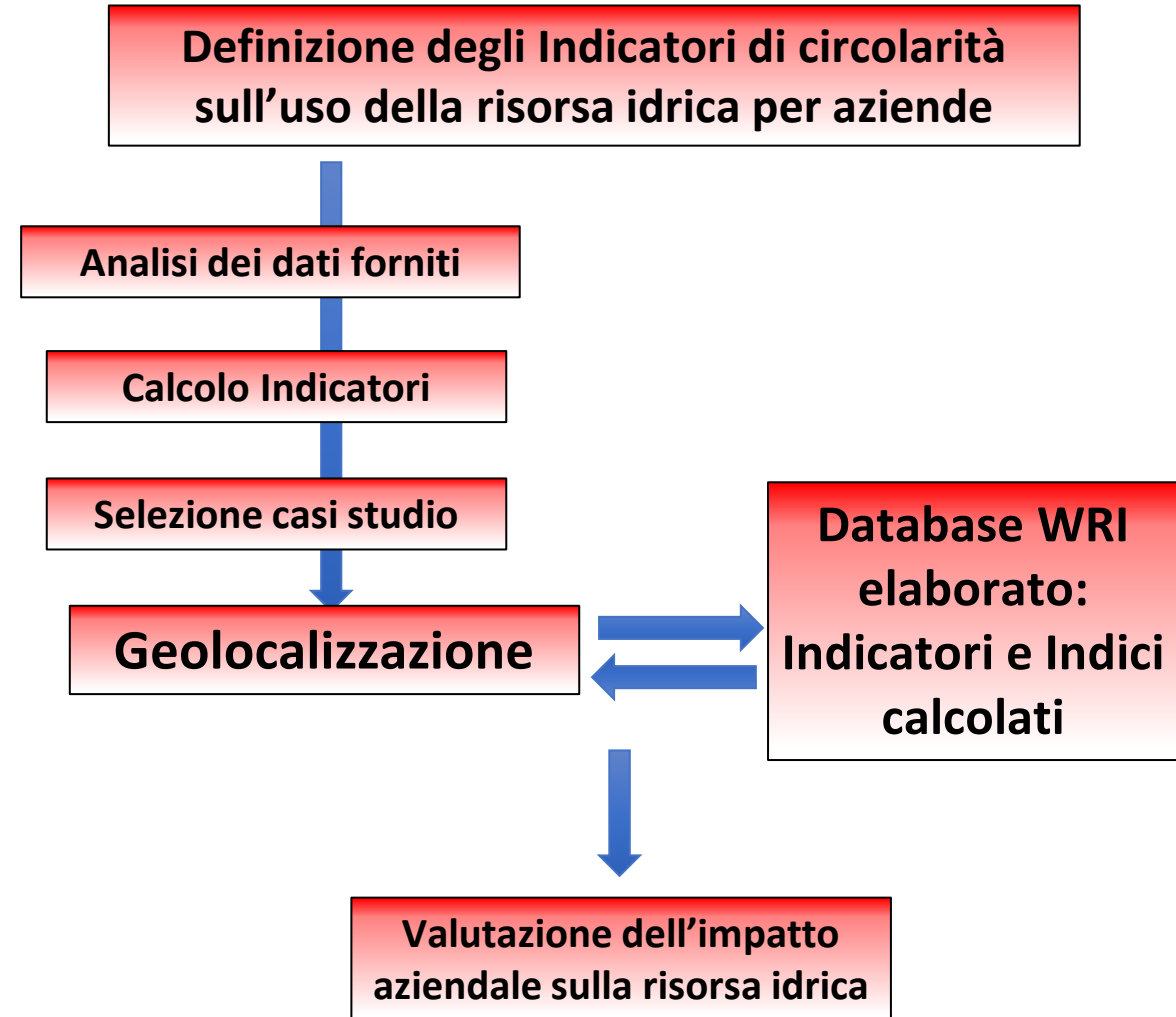 Definizione degli Indicatori di circolarità
sull’uso della risorsa idrica per aziende
Analisi dei dati forniti
Calcolo Indicatori
Selezione casi studio
Geolocalizzazione
Database WRI
elaborato:
Indicatori e Indici
calcolati
Valutazione dell’impatto
aziendale sulla risorsa idrica